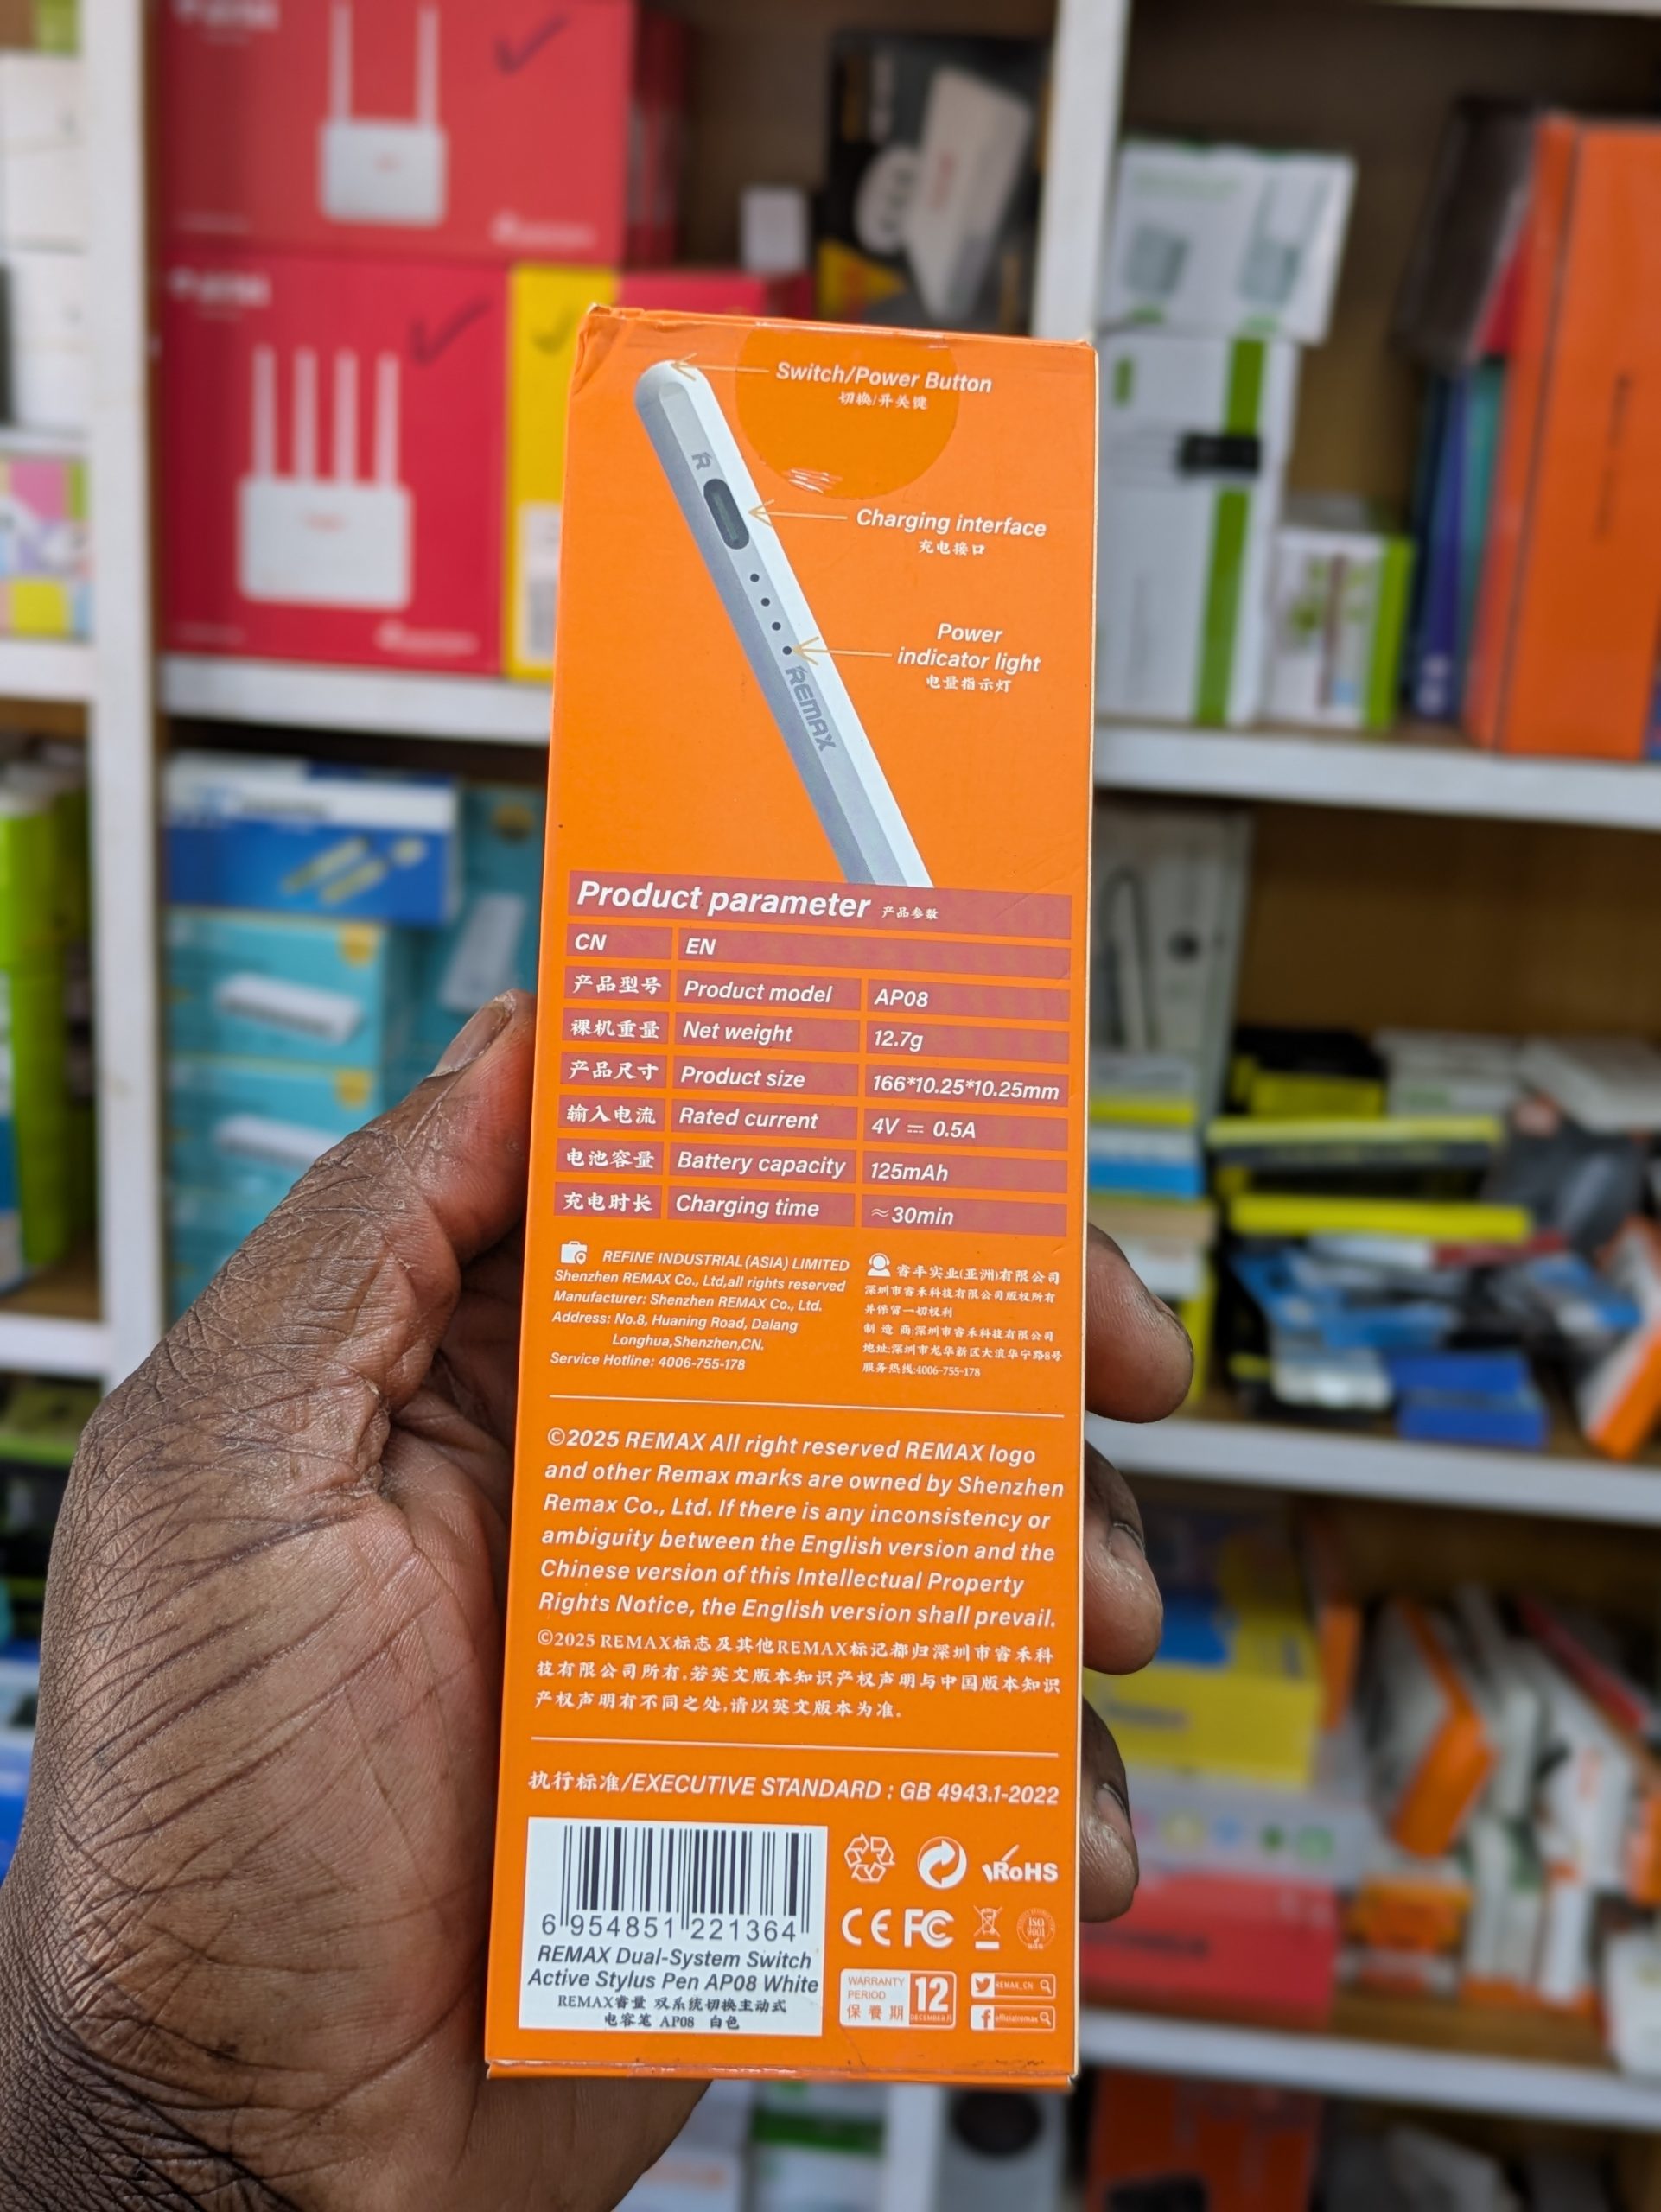 Switch/Power Button
切换/开关键
R
Charging interface
充电接口
Power
indicator light
电量指示灯
REMAX
Product parameter 产品参数
CN EN
产品型号 Product model AP08
裸机重量 Net weight 12.7g
产品尺寸 Product size 166*10.25*10.25mm
输入电流 Rated current 4V ⎓ 0.5A
电池容量 Battery capacity 125mAh
充电时长 Charging time ≈30min
REFINE INDUSTRIAL (ASIA) LIMITED
Shenzhen REMAX Co., Ltd,all rights reserved
Manufacturer: Shenzhen REMAX Co., Ltd.
Address: No.8, Huaning Road, Dalang
Longhua,Shenzhen,CN.
Service Hotline: 4006-755-178
睿丰实业(亚洲)有限公司
深圳市睿禾科技有限公司版权所有
并保留一切权利
制 造 商:深圳市睿禾科技有限公司
地址:深圳市龙华新区大浪华宁路8号
服务热线:4006-755-178
©2025 REMAX All right reserved REMAX logo
and other Remax marks are owned by Shenzhen
Remax Co., Ltd. If there is any inconsistency or
ambiguity between the English version and the
Chinese version of this Intellectual Property
Rights Notice, the English version shall prevail.
©2025 REMAX标志及其他REMAX标记都归深圳市睿禾科
技有限公司所有.若英文版本知识产权声明与中国版本知识
产权声明有不同之处,请以英文版本为准.
执行标准/EXECUTIVE STANDARD : GB 4943.1-2022
6 954851 221364
REMAX Dual-System Switch
Active Stylus Pen AP08 White
REMAX睿量 双系统切换主动式
电容笔 AP08 白色
RoHS
CE FC
ISO
9001
WARRANTY
PERIOD
保養期
12
REMAX_CN
officialremax